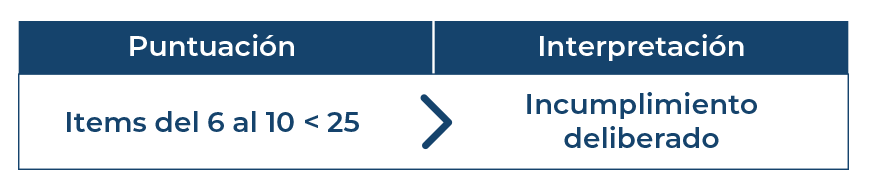 Puntuación
Interpretación
Items del 6 al 10 < 25
Incumplimiento
deliberado